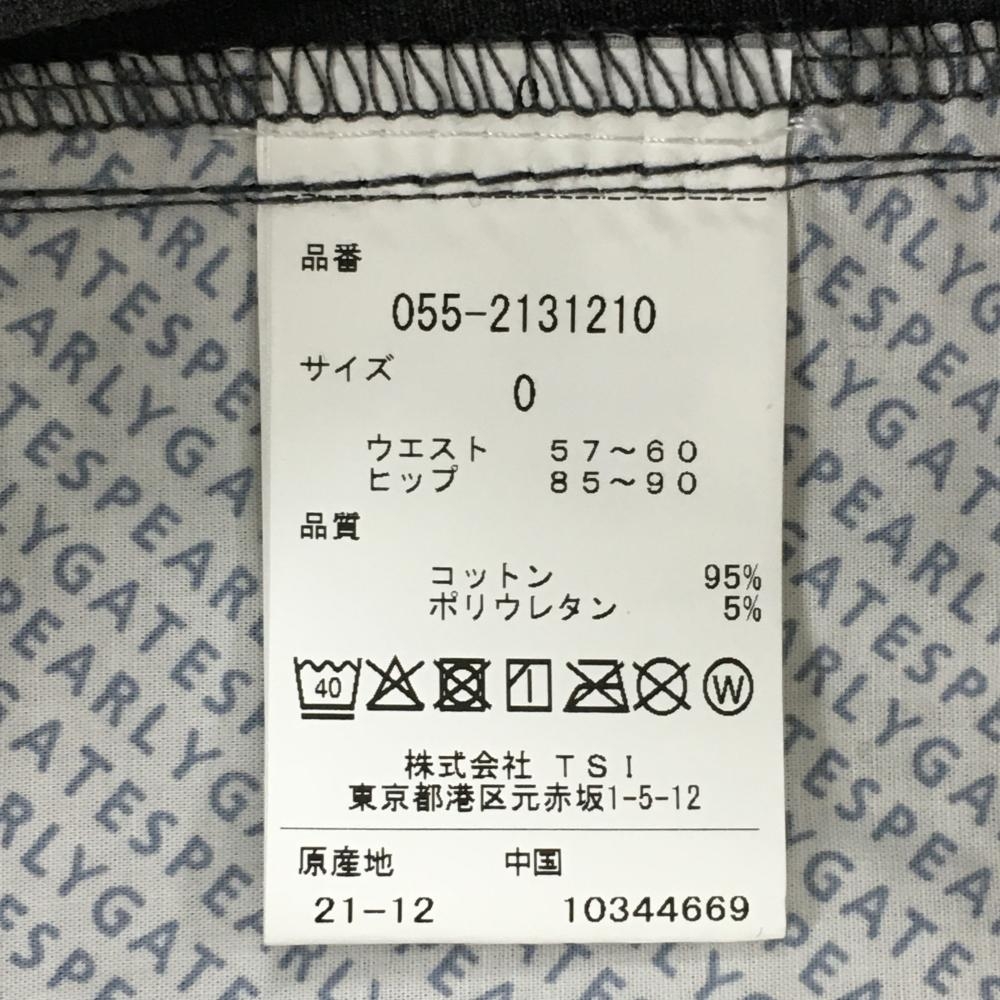 品番
055-2131210
サイズ
0
ウエスト 57～60
ヒップ 85～90
品質
コットン 95%
ポリウレタン 5%
40
W
株式会社 TSI
東京都港区元赤坂1-5-12
原産地 中国
21-12 10344669
PEARLYGATES